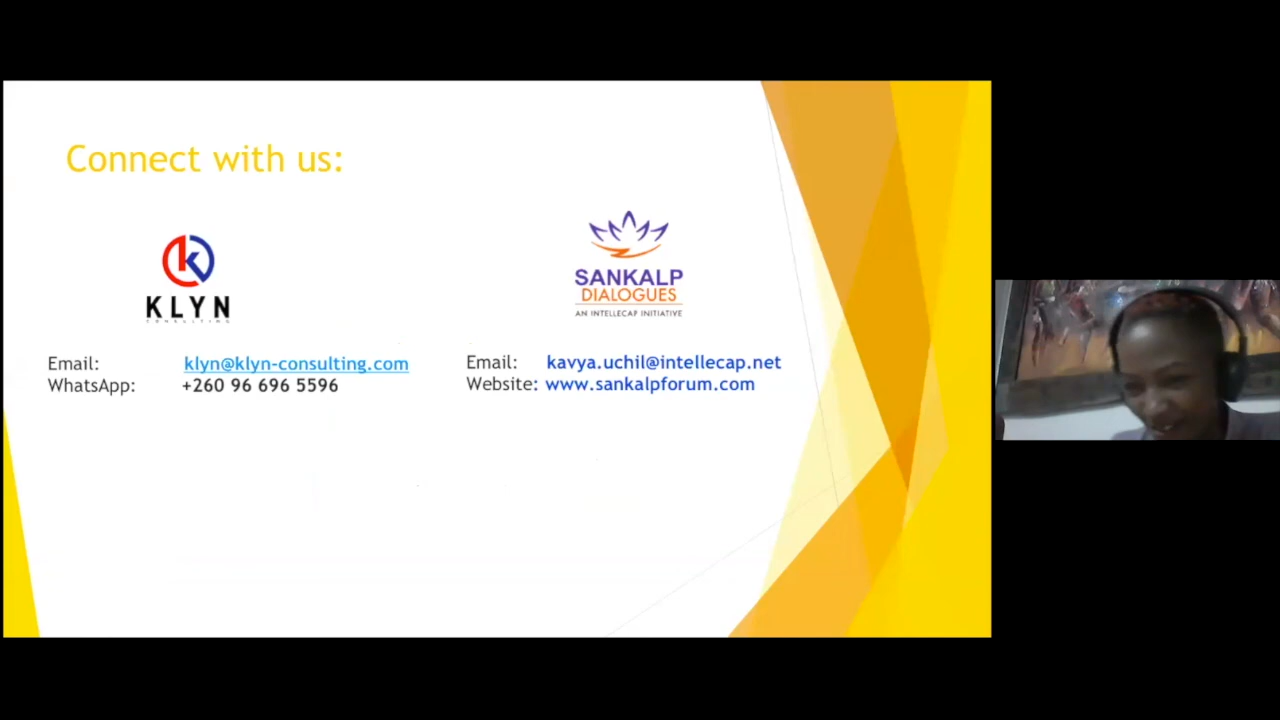 Connect with us:
KLYN
CONSULTING
Email: klyn@klyn-consulting.com
WhatsApp: +260 96 696 5596
SANKALP
DIALOGUES
AN INTELLECAP INITIATIVE
Email: kavya.uchil@intellecap.net
Website: www.sankalpforum.com